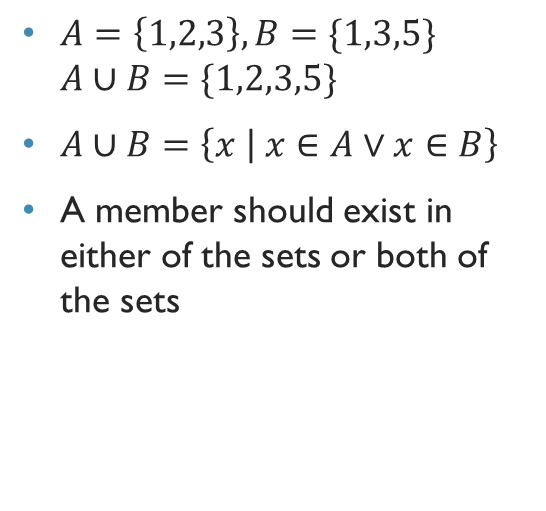 • A = {1,2,3}, B = {1,3,5}
A ∪ B = {1,2,3,5}
• A ∪ B = {x | x ∈ A ∨ x ∈ B}
• A member should exist in
either of the sets or both of
the sets